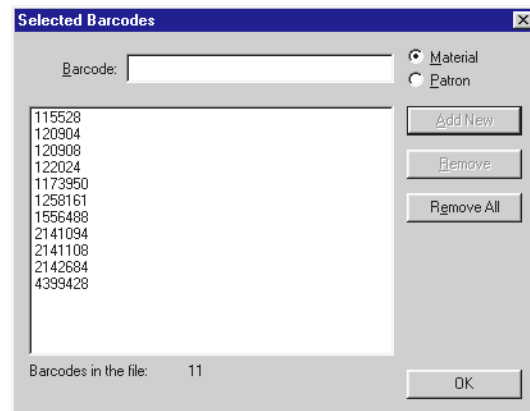 Selected Barcodes
Barcode:
Material
Patron
115528
120904
120908
122024
1173950
1258161
1556488
2141094
2141108
2142684
4399428
Add New
Remove
Remove All
Barcodes in the file: 11
OK